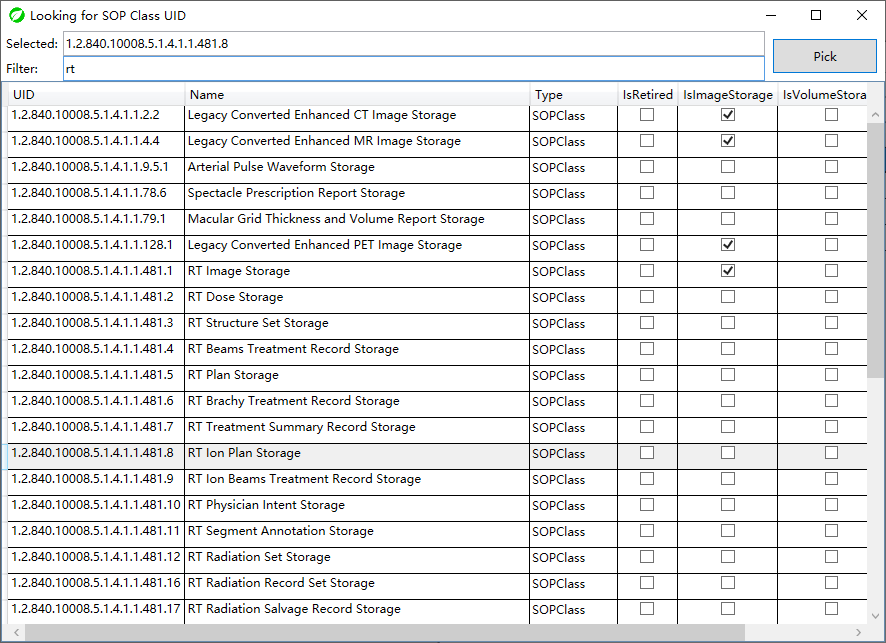 Looking for SOP Class UID
Selected: 1.2.840.10008.5.1.4.1.1.481.8
Pick
Filter: rt
UID Name Type IsRetired IsImageStorage IsVolumeStora
1.2.840.10008.5.1.4.1.1.2.2 Legacy Converted Enhanced CT Image Storage SOPClass
1.2.840.10008.5.1.4.1.1.4.4 Legacy Converted Enhanced MR Image Storage SOPClass
1.2.840.10008.5.1.4.1.1.9.5.1 Arterial Pulse Waveform Storage SOPClass
1.2.840.10008.5.1.4.1.1.78.6 Spectacle Prescription Report Storage SOPClass
1.2.840.10008.5.1.4.1.1.79.1 Macular Grid Thickness and Volume Report Storage SOPClass
1.2.840.10008.5.1.4.1.1.128.1 Legacy Converted Enhanced PET Image Storage SOPClass
1.2.840.10008.5.1.4.1.1.481.1 RT Image Storage SOPClass
1.2.840.10008.5.1.4.1.1.481.2 RT Dose Storage SOPClass
1.2.840.10008.5.1.4.1.1.481.3 RT Structure Set Storage SOPClass
1.2.840.10008.5.1.4.1.1.481.4 RT Beams Treatment Record Storage SOPClass
1.2.840.10008.5.1.4.1.1.481.5 RT Plan Storage SOPClass
1.2.840.10008.5.1.4.1.1.481.6 RT Brachy Treatment Record Storage SOPClass
1.2.840.10008.5.1.4.1.1.481.7 RT Treatment Summary Record Storage SOPClass
1.2.840.10008.5.1.4.1.1.481.8 RT Ion Plan Storage SOPClass
1.2.840.10008.5.1.4.1.1.481.9 RT Ion Beams Treatment Record Storage SOPClass
1.2.840.10008.5.1.4.1.1.481.10 RT Physician Intent Storage SOPClass
1.2.840.10008.5.1.4.1.1.481.11 RT Segment Annotation Storage SOPClass
1.2.840.10008.5.1.4.1.1.481.12 RT Radiation Set Storage SOPClass
1.2.840.10008.5.1.4.1.1.481.16 RT Radiation Record Set Storage SOPClass
1.2.840.10008.5.1.4.1.1.481.17 RT Radiation Salvage Record Storage SOPClass